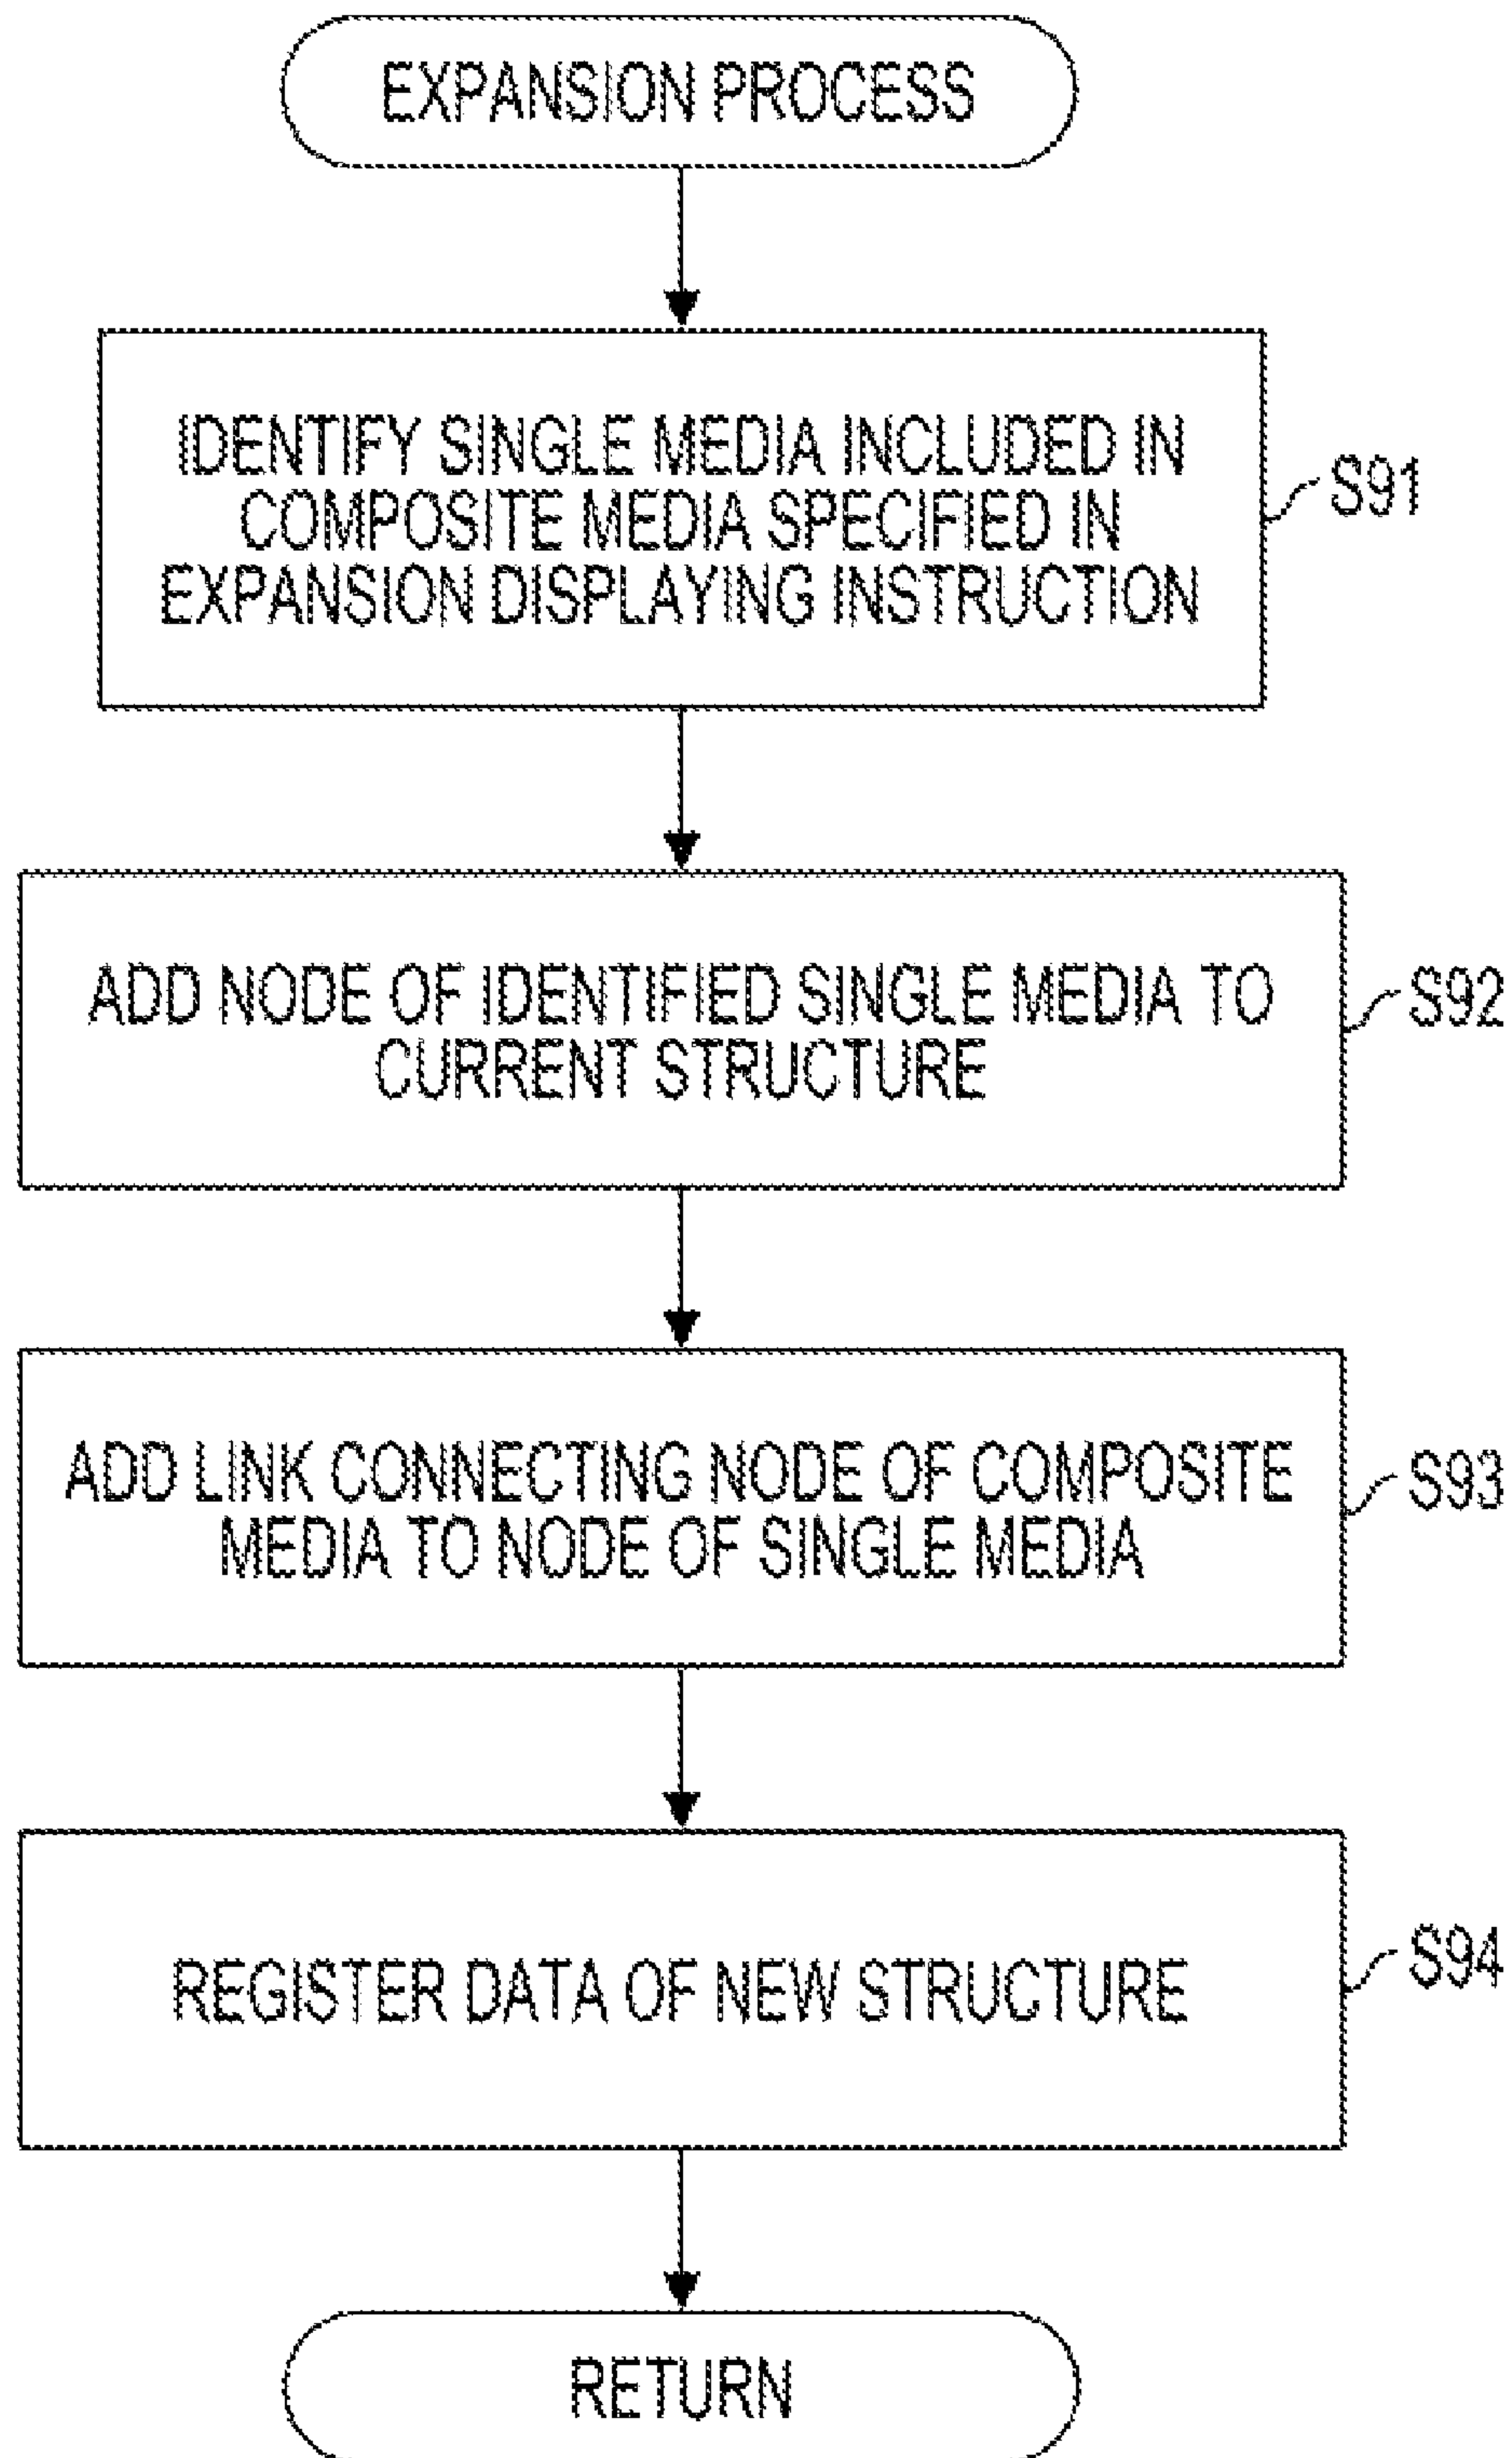 EXPANSION PROCESS
IDENTIFY SINGLE MEDIA INCLUDED IN
COMPOSITE MEDIA SPECIFIED IN
EXPANSION DISPLAYING INSTRUCTION
S91
ADD NODE OF IDENTIFIED SINGLE MEDIA TO
CURRENT STRUCTURE
S92
ADD LINK CONNECTING NODE OF COMPOSITE
MEDIA TO NODE OF SINGLE MEDIA
S93
REGISTER DATA OF NEW STRUCTURE
S94
RETURN